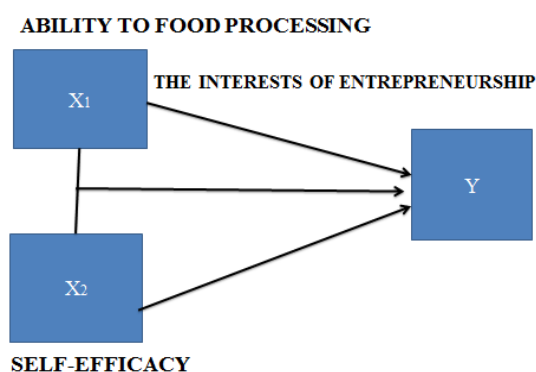 ABILITY TO FOOD PROCESSING
X1
THE INTERESTS OF ENTREPRENEURSHIP
Y
X2
SELF-EFFICACY